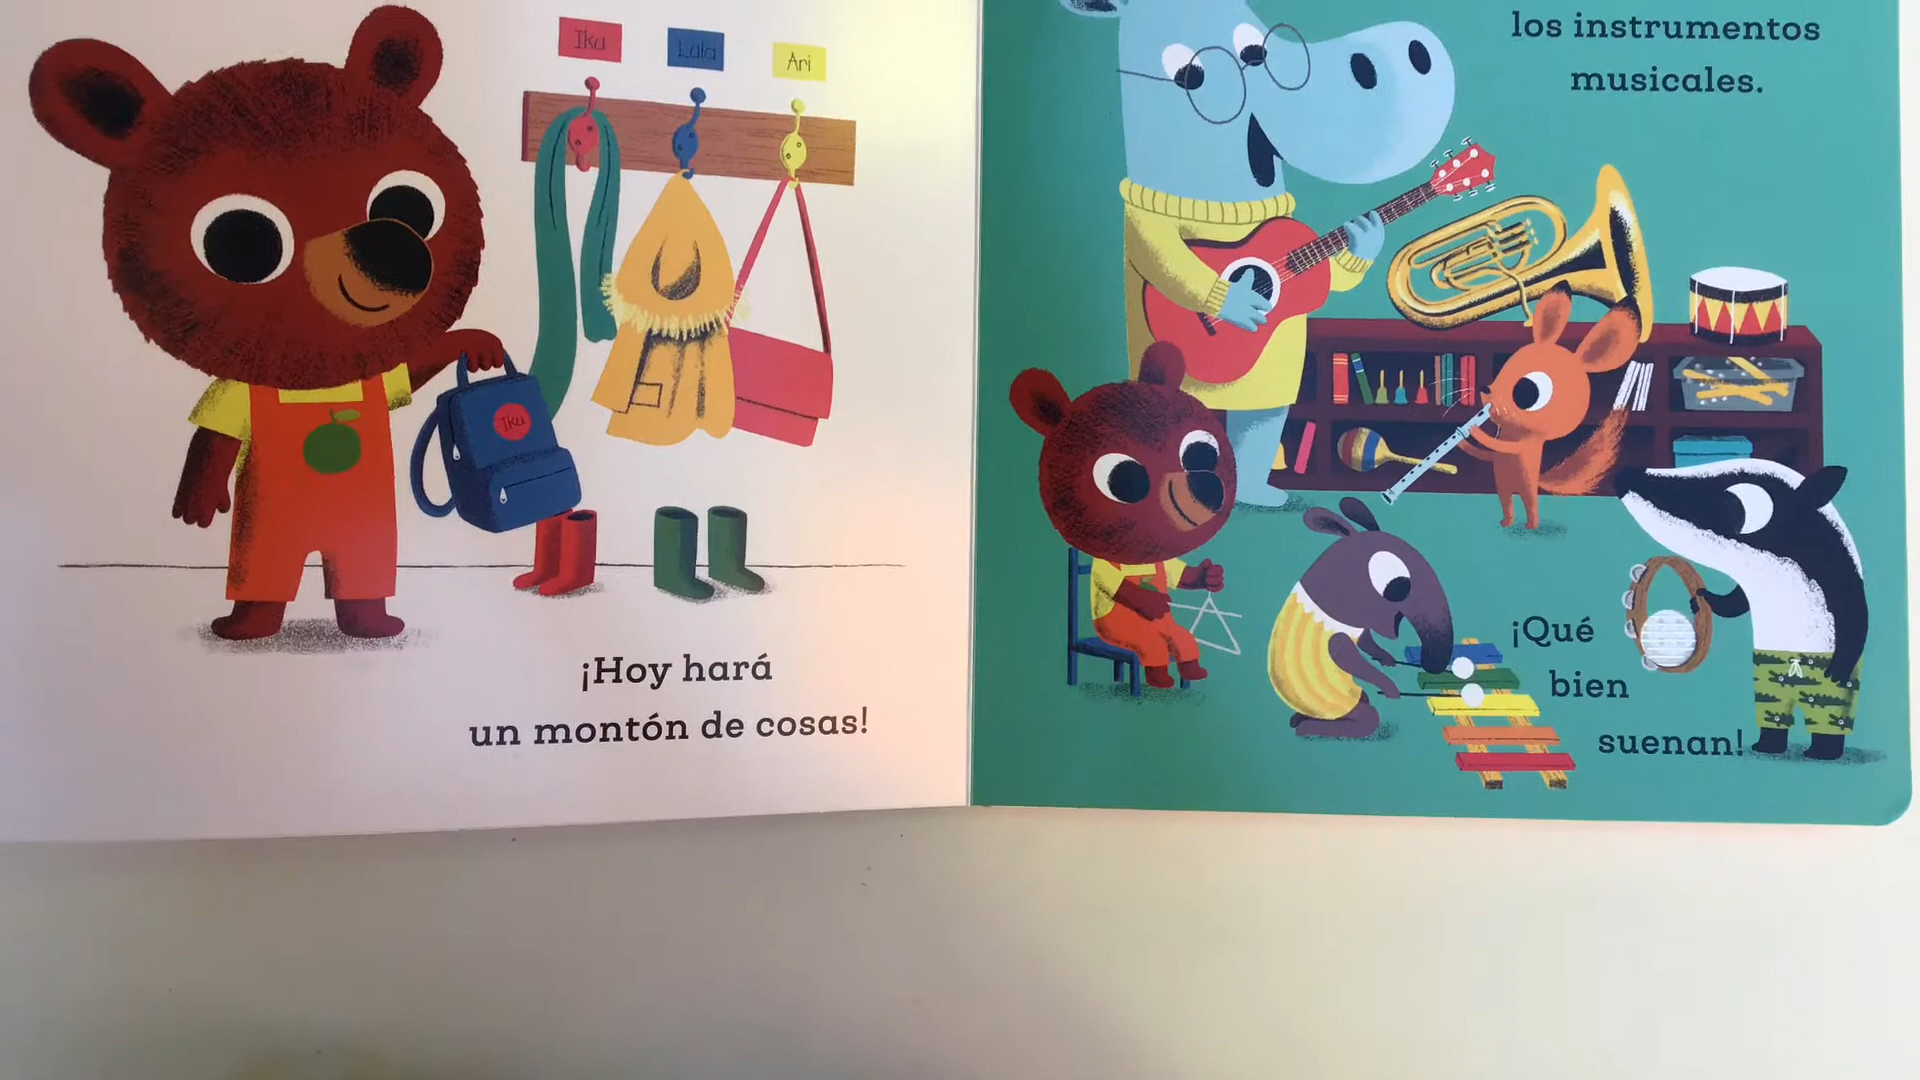 Iku
Lula
Ari
Iku
¡Hoy hará
un montón de cosas!
los instrumentos
musicales.
¡Qué
bien
suenan!